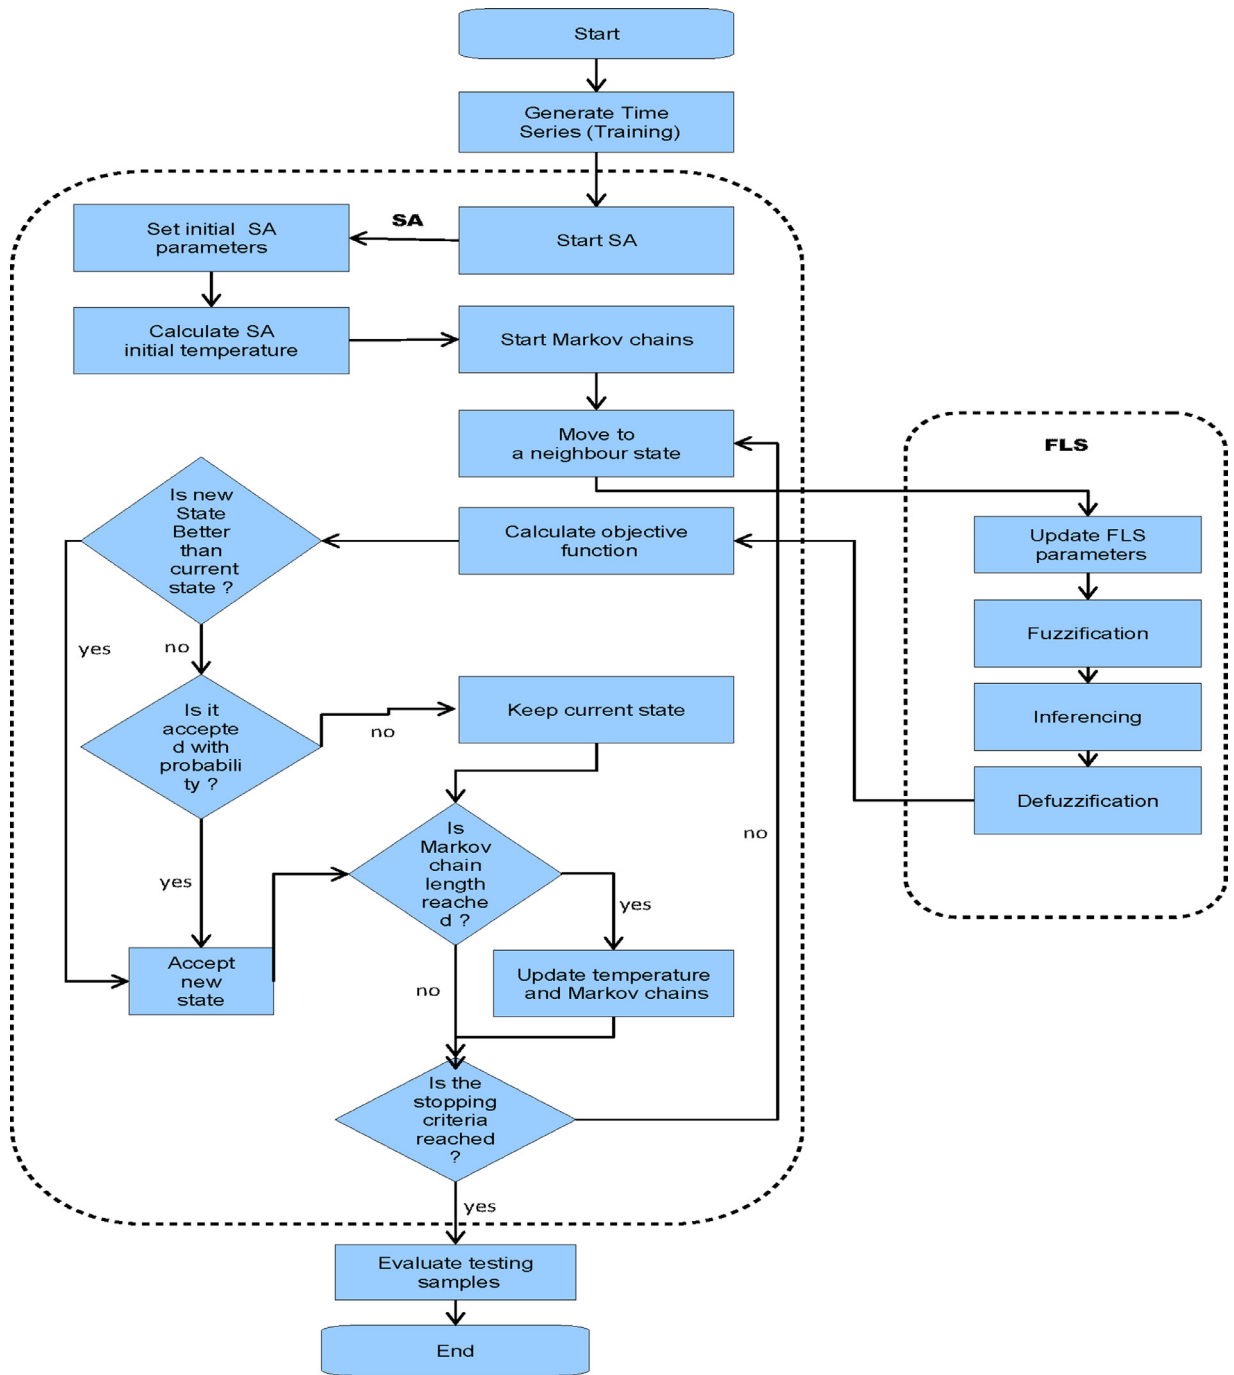 Start
Generate Time
Series (Training)
SA
Set initial SA
parameters
Start SA
Calculate SA
initial temperature
Start Markov chains
Move to
a neighbour state
FLS
Is new
State
Better
than
current
state ?
Calculate objective
function
Update FLS
parameters
Fuzzification
yes
no
Is it
accepte
d with
probabili
ty ?
no
Keep current state
Inferencing
Defuzzification
Is
Markov
chain
length
reache
d ?
no
yes
yes
Accept
new
state
no
Update temperature
and Markov chains
Is the
stopping
criteria
reached
?
yes
Evaluate testing
samples
End